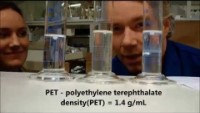 PET - polyethylene terephthalate
density(PET) = 1.4 g/mL